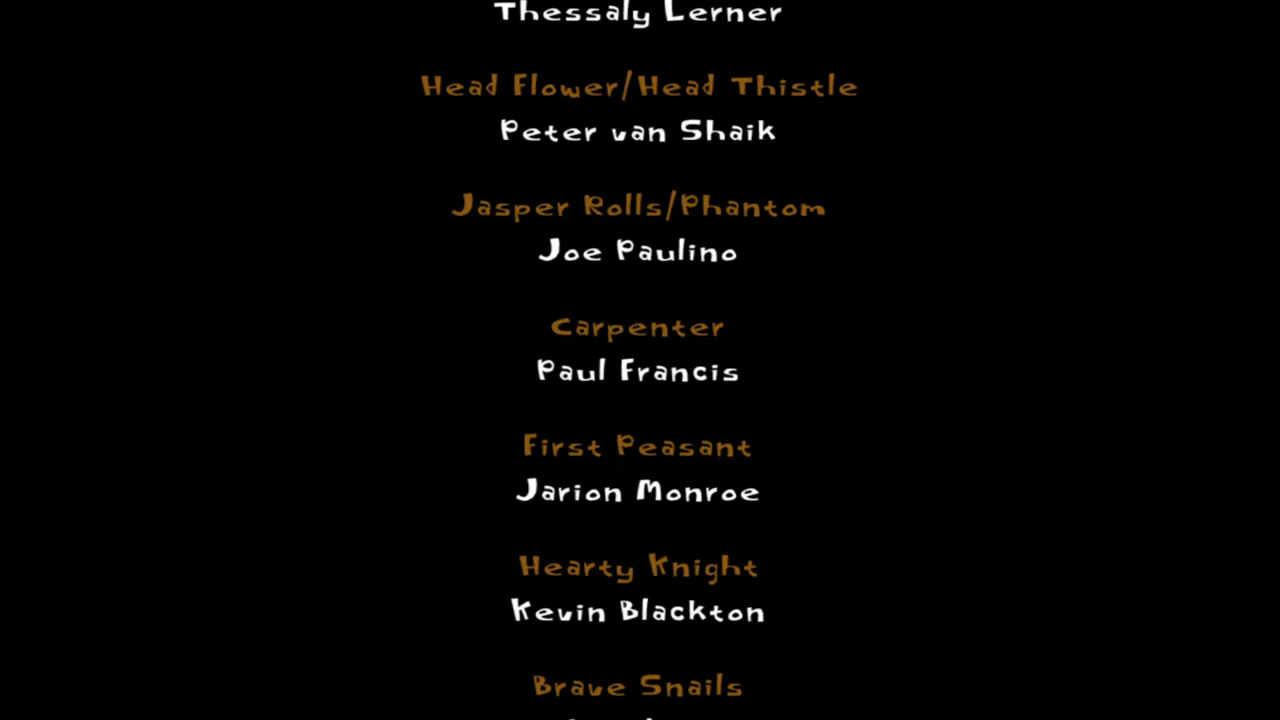 Thessaly Lerner
Head Flower/Head Thistle
Peter van Shaik
Jasper Rolls/Phantom
Joe Paulino
Carpenter
Paul Francis
First Peasant
Jarion Monroe
Hearty Knight
Kevin Blackton
Brave Snails